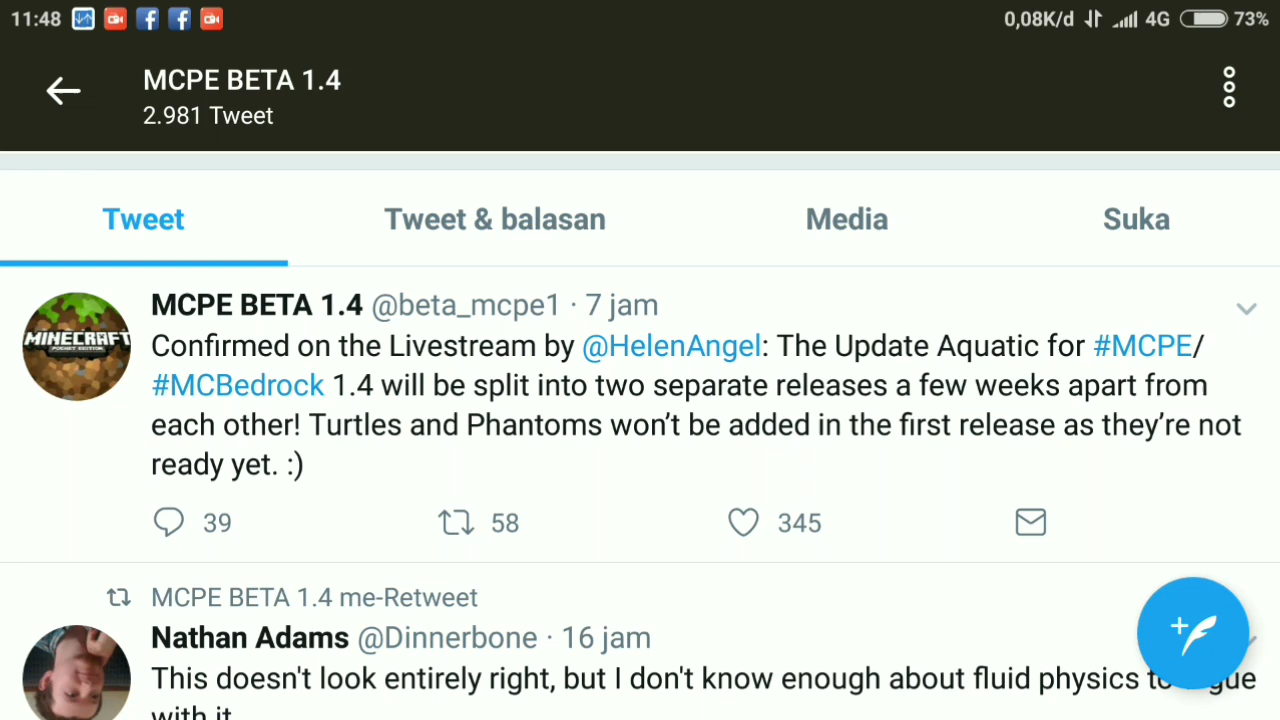 11:48 0,08K/d 4G 73%
MCPE BETA 1.4
2.981 Tweet
Tweet Tweet & balasan Media Suka
MINECRAFT
POCKET EDITION
MCPE BETA 1.4 @beta_mcpe1 · 7 jam
Confirmed on the Livestream by @HelenAngel: The Update Aquatic for #MCPE/
#MCBedrock 1.4 will be split into two separate releases a few weeks apart from
each other! Turtles and Phantoms won’t be added in the first release as they’re not
ready yet. :)
39 58 345
MCPE BETA 1.4 me-Retweet
Nathan Adams @Dinnerbone · 16 jam
This doesn't look entirely right, but I don't know enough about fluid physics
with it